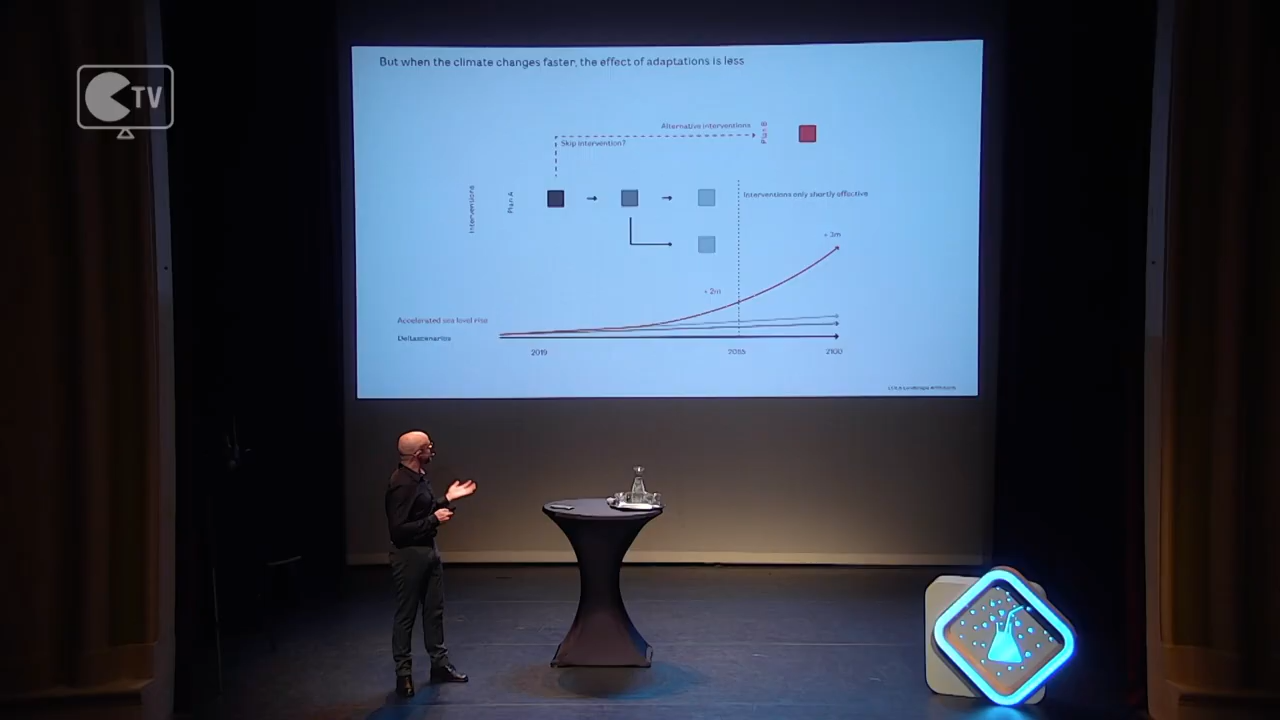 TV
But when the climate changes faster, the effect of adaptations is less
Alternative interventions
Plan B
Skip intervention?
Interventions
Plan A
Interventions only shortly effective
+ 3m
+ 2m
Accelerated sea level rise
Deltascenarios
2019
2085
2100